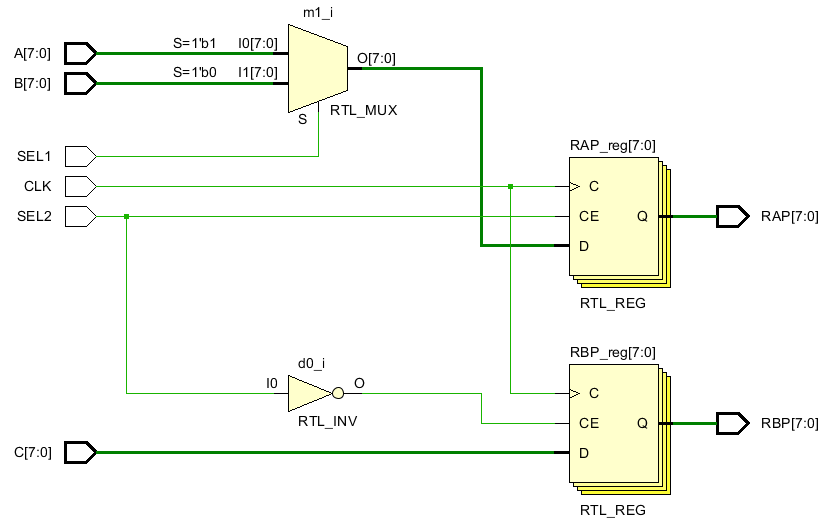 m1_i
A[7:0] S=1'b1 I0[7:0] O[7:0]
B[7:0] S=1'b0 I1[7:0]
S RTL_MUX
SEL1
RAP_reg[7:0]
CLK C
SEL2 CE Q RAP[7:0]
D
RTL_REG
RBP_reg[7:0]
d0_i
I0 O C
RTL_INV CE Q RBP[7:0]
C[7:0] D
RTL_REG